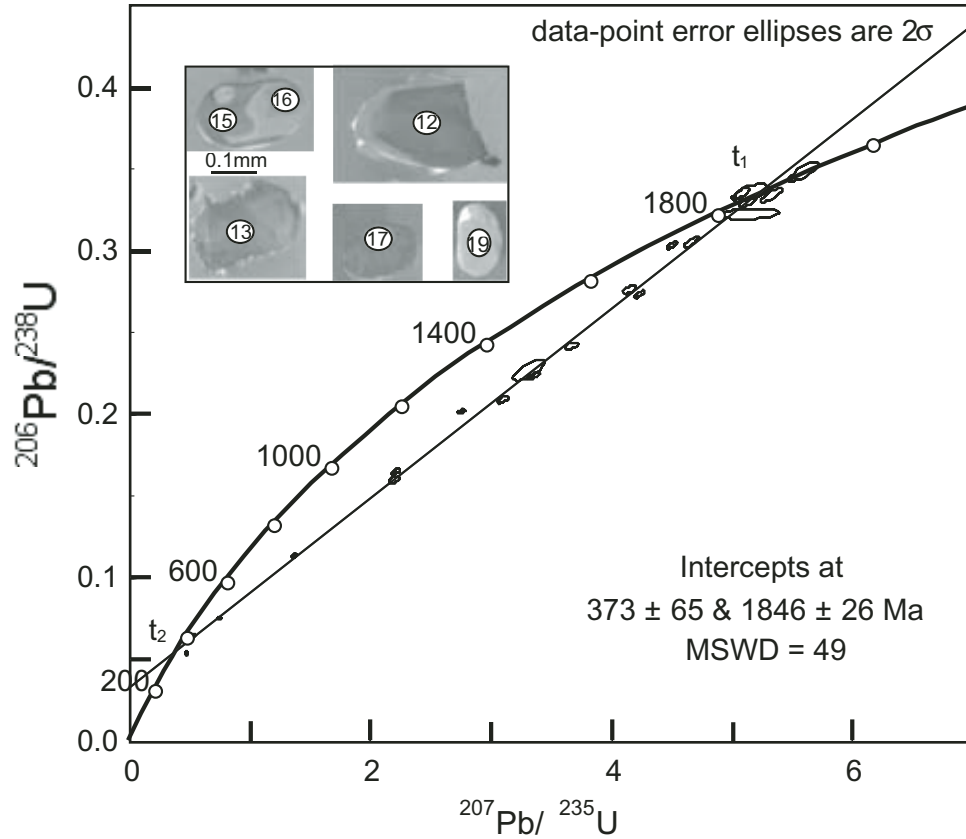 data-point error ellipses are 2σ
0.4
16
15
12
0.1mm
t₁
13
17
19
1800
0.3
²⁰⁶Pb/²³⁸U
1400
0.2
1000
600
0.1
Intercepts at
373 ± 65 & 1846 ± 26 Ma
MSWD = 49
t₂
200
0.0
0 2 4 6
²⁰⁷Pb/ ²³⁵U